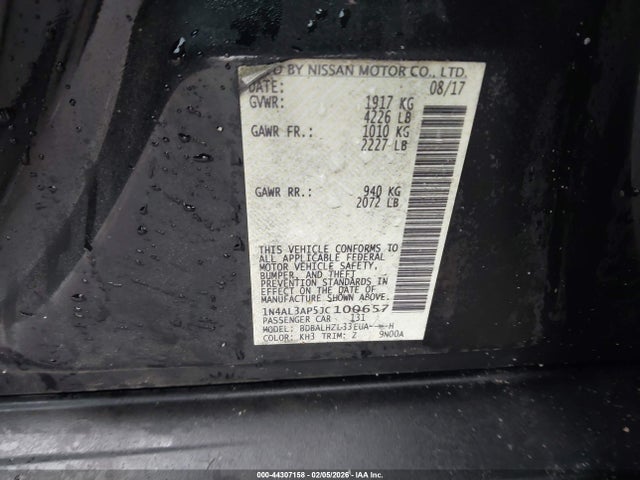 BY NISSAN MOTOR CO., LTD.
DATE: 08/17
GVWR: 1917 KG
4226 LB
GAWR FR.: 1010 KG
2227 LB
GAWR RR.: 940 KG
2072 LB
THIS VEHICLE CONFORMS TO
ALL APPLICABLE FEDERAL
MOTOR VEHICLE SAFETY,
BUMPER, AND THEFT
PREVENTION STANDARDS IN
EFFECT ON THE DATE OF
MANUFACTURE SHOWN ABOVE.
1N4AL3AP5JC100657
PASSENGER CAR 131
MODEL: BDBALHZL33EUA---H
COLOR: KH3 TRIM: Z 9N00A
000-44307158 - 02/05/2026 - IAA Inc.